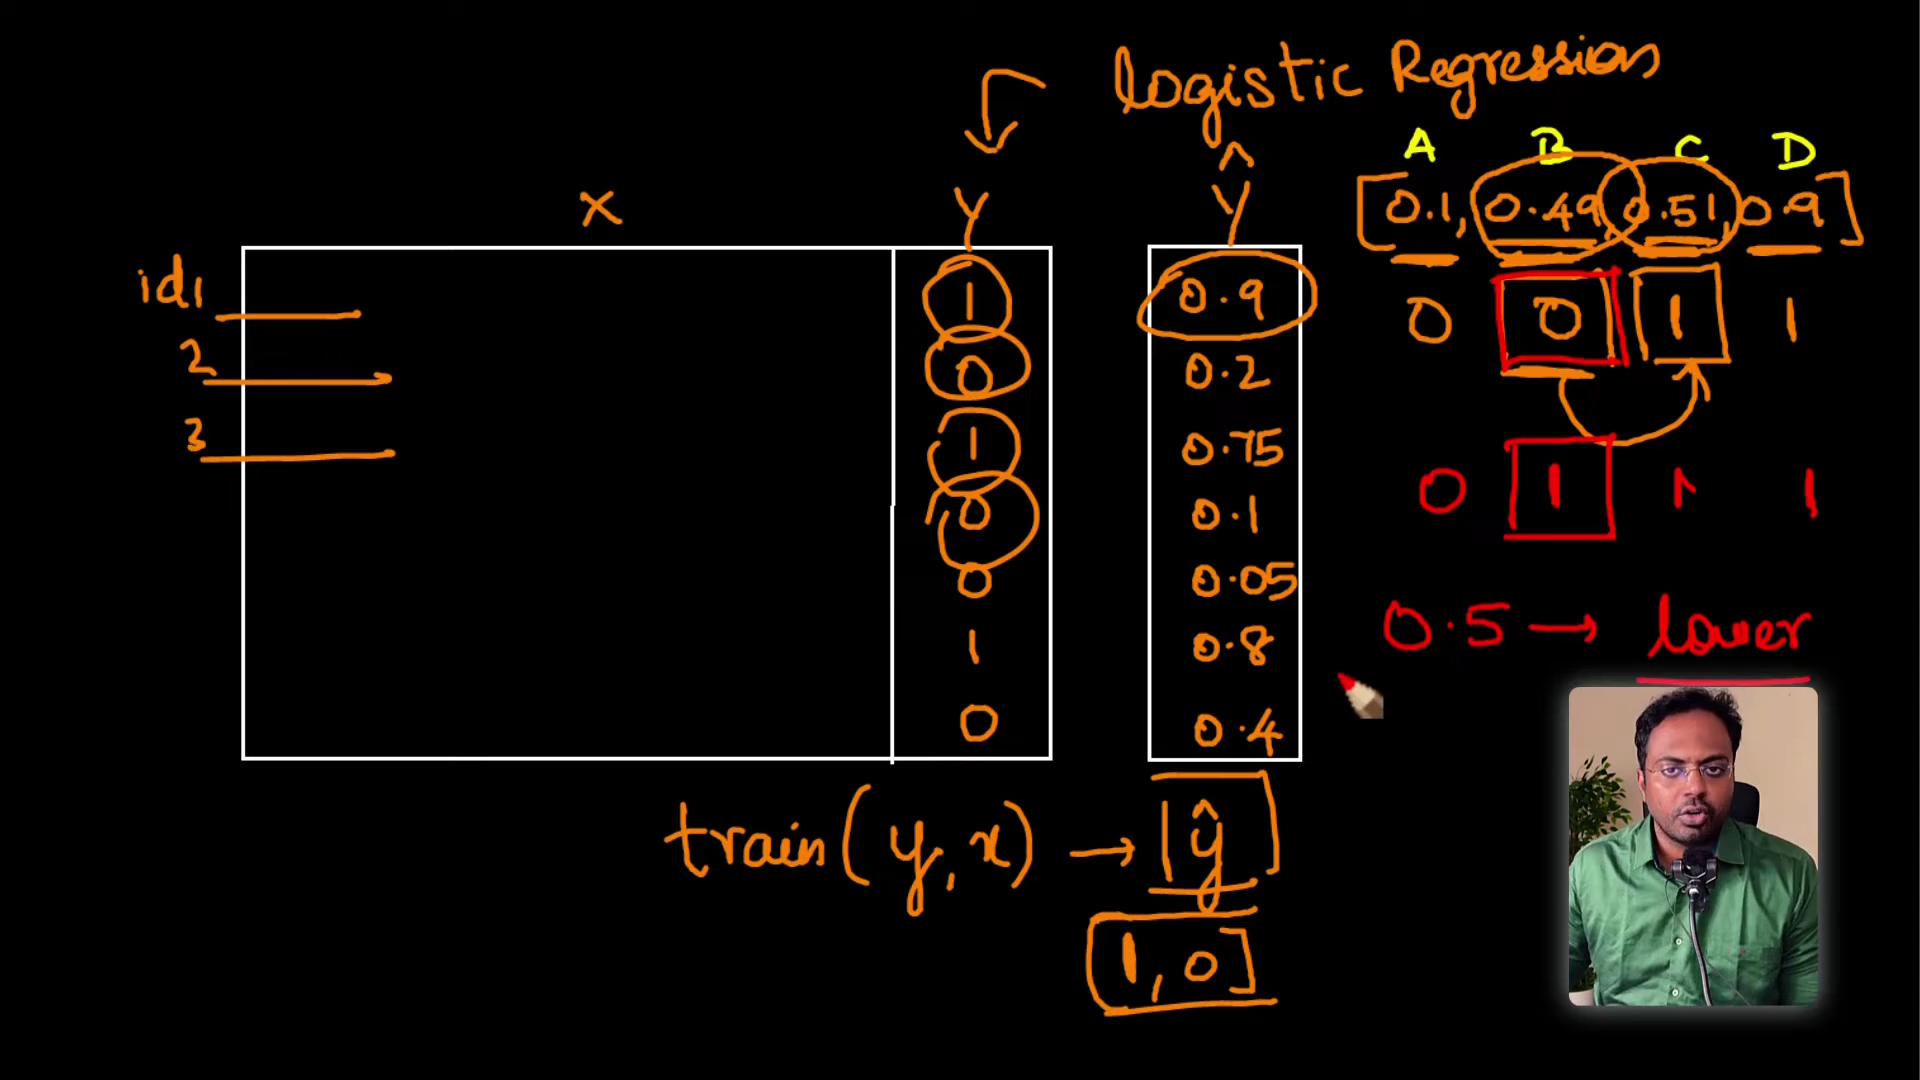 Logistic Regression
A B C D
X Y Ŷ [0.1, 0.49, 0.51, 0.9]
id1 1 0.9 0 0 1 1
2 0 0.2
3 1 0.75
0 0.1 0 1 1 1
0 0.05
1 0.8 0.5 → lower
0 0.4
train(y, x) → [ŷ]
[1, 0]